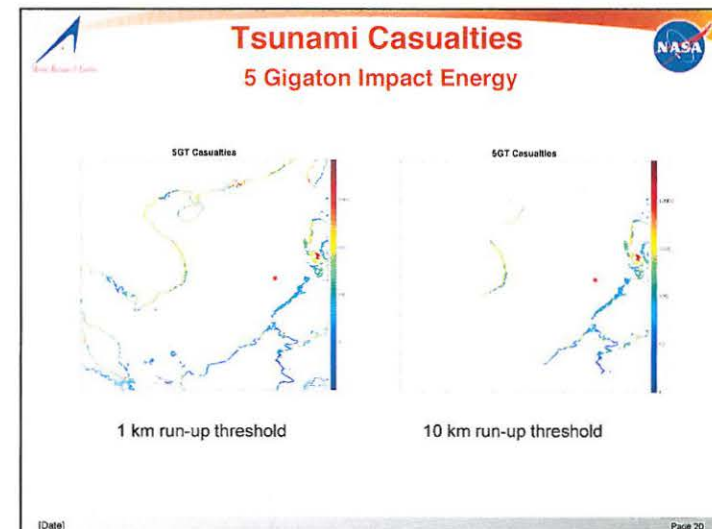 Tsunami Casualties
NASA
5 Gigaton Impact Energy
5GT Casualties
5GT Casualties
1 km run-up threshold
10 km run-up threshold
[Date]
Page 20